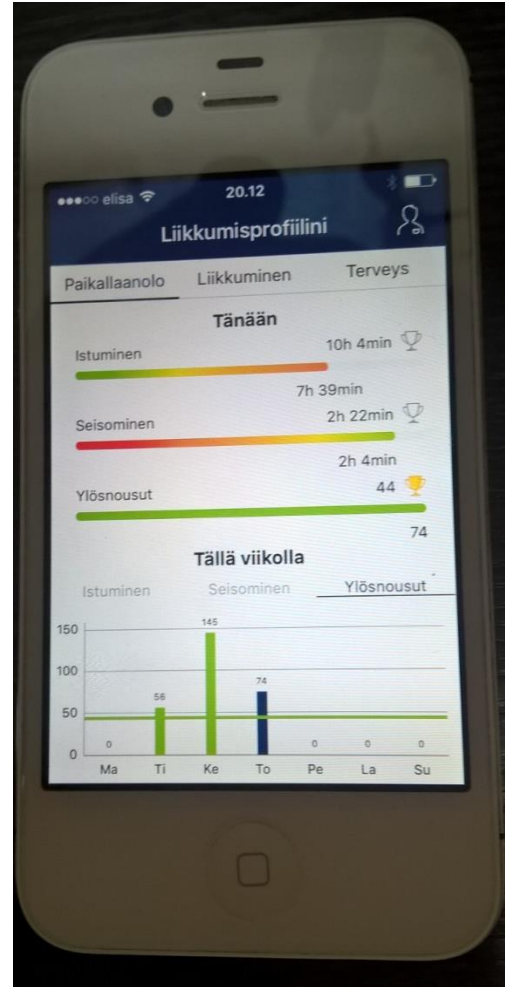 elisa 20.12
Liikkumisprofiilini
Paikallaanolo Liikkuminen Terveys
Tänään
Istuminen 10h 4min
7h 39min
Seisominen 2h 22min
2h 4min
Ylösnousut 44
74
Tällä viikolla
Istuminen Seisominen Ylösnousut
150
145
100
74
56
50
0 0 0 0
0
Ma Ti Ke To Pe La Su